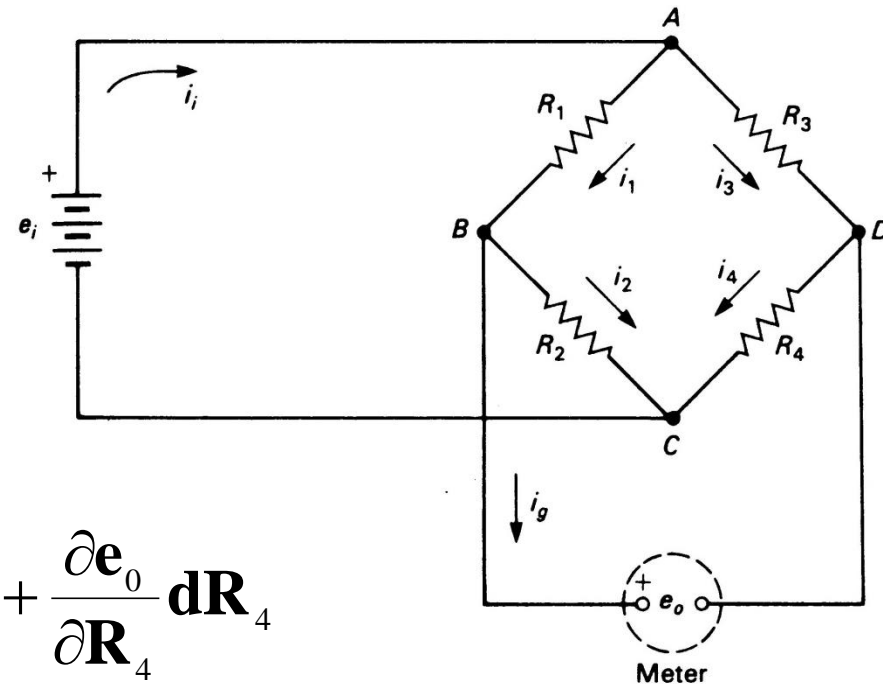 A
i_i
R_1
R_3
+
i_1
i_3
e_i
B
D
i_2
i_4
R_2
R_4
C
i_g
+ ∂e_0/∂R_4 dR_4
+
e_o
Meter